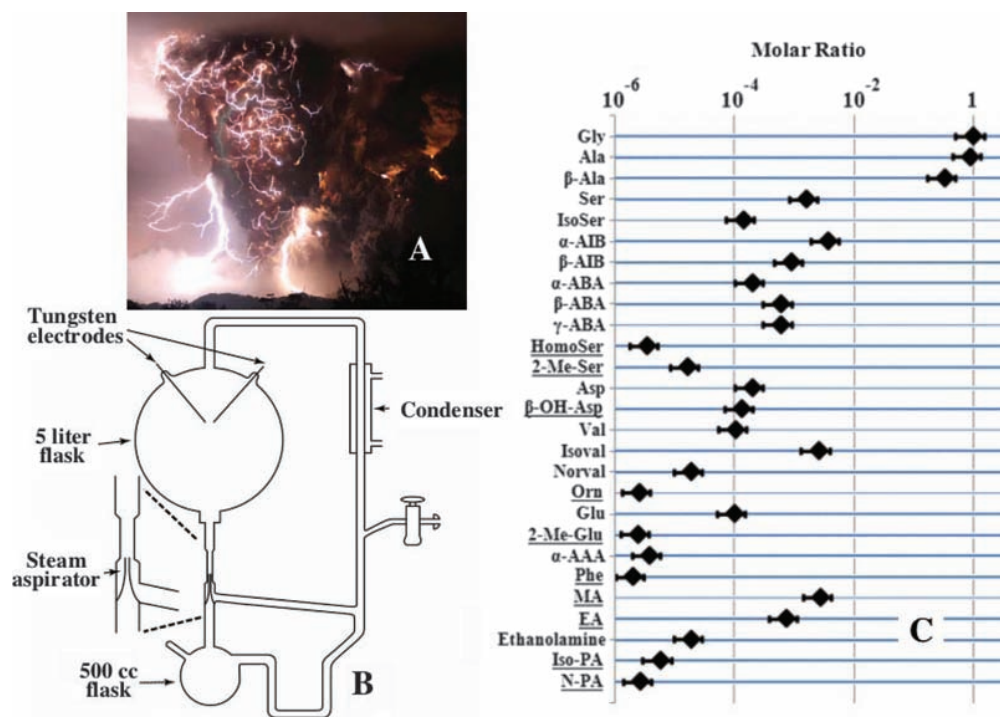 A
Tungsten
electrodes
5 liter
flask
Steam
aspirator
500 cc
flask
Condenser
B
Molar Ratio
10-6
10-4
10-2
1
Gly
Ala
β-Ala
Ser
IsoSer
α-AIB
β-AIB
α-ABA
β-ABA
γ-ABA
HomoSer
2-Me-Ser
Asp
β-OH-Asp
Val
Isoval
Norval
Orn
Glu
2-Me-Glu
α-AAA
Phe
MA
EA
Ethanolamine
Iso-PA
N-PA
C